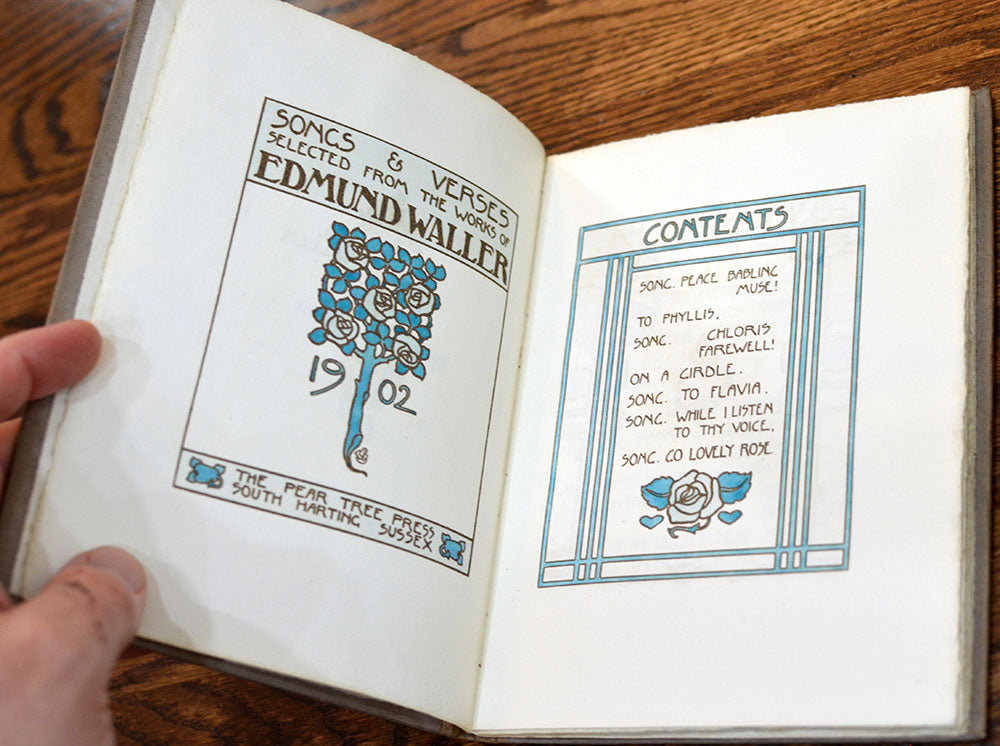 SONGS & VERSES
SELECTED FROM THE WORKS OF
EDMUND WALLER
1902
THE PEAR TREE PRESS
SOUTH HARTING SUSSEX
CONTENTS
SONG. PEACE BABLING
MUSE!
TO PHYLLIS.
SONG. CHLORIS
FAREWELL!
ON A GIRDLE.
SONG. TO FLAVIA.
SONG. WHILE I LISTEN
TO THY VOICE.
SONG. GO LOVELY ROSE.